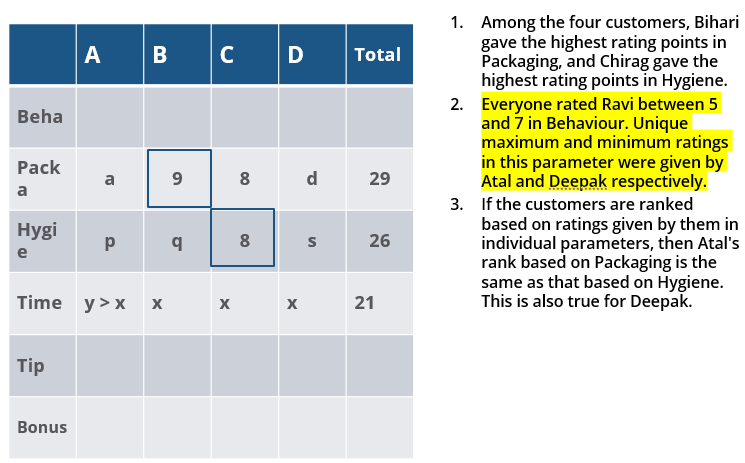 A B C D Total
Beha
Pack
a a 9 8 d 29
Hygi
e p q 8 s 26
Time y > x x x x 21
Tip
Bonus
1. Among the four customers, Bihari
gave the highest rating points in
Packaging, and Chirag gave the
highest rating points in Hygiene.
2. Everyone rated Ravi between 5
and 7 in Behaviour. Unique
maximum and minimum ratings
in this parameter were given by
Atal and Deepak respectively.
3. If the customers are ranked
based on ratings given by them in
individual parameters, then Atal's
rank based on Packaging is the
same as that based on Hygiene.
This is also true for Deepak.